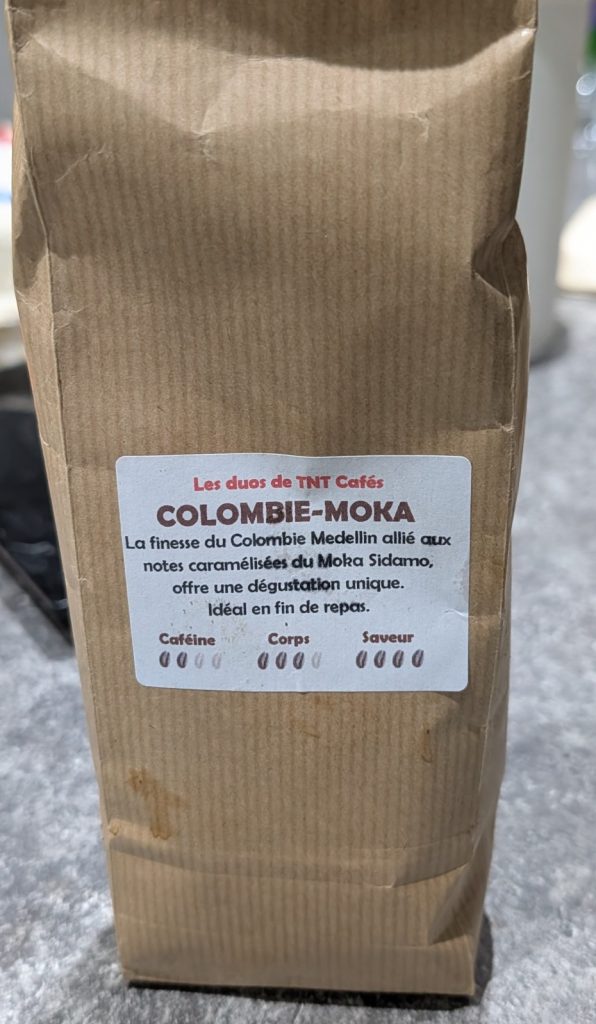 Les duos de TNT Cafés
COLOMBIE-MOKA
La finesse du Colombie Medellin allié aux
notes caramélisées du Moka Sidamo,
offre une dégustation unique.
Idéal en fin de repas.
Caféine Corps Saveur